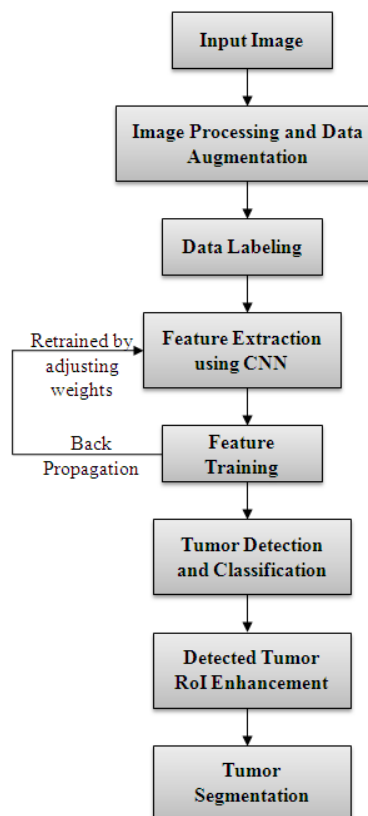 Input Image
Image Processing and Data
Augmentation
Data Labeling
Retrained by
adjusting
weights
Feature Extraction
using CNN
Back
Propagation
Feature
Training
Tumor Detection
and Classification
Detected Tumor
RoI Enhancement
Tumor
Segmentation